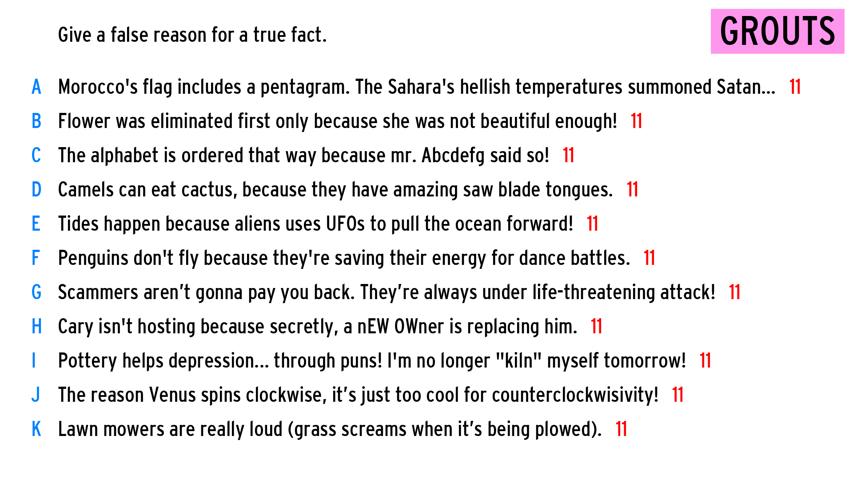 Give a false reason for a true fact.
GROUTS
A Morocco's flag includes a pentagram. The Sahara's hellish temperatures summoned Satan... 11
B Flower was eliminated first only because she was not beautiful enough! 11
C The alphabet is ordered that way because mr. Abcdefg said so! 11
D Camels can eat cactus, because they have amazing saw blade tongues. 11
E Tides happen because aliens uses UFOs to pull the ocean forward! 11
F Penguins don't fly because they're saving their energy for dance battles. 11
G Scammers aren’t gonna pay you back. They’re always under life-threatening attack! 11
H Cary isn't hosting because secretly, a nEW OWner is replacing him. 11
I Pottery helps depression... through puns! I'm no longer "kiln" myself tomorrow! 11
J The reason Venus spins clockwise, it’s just too cool for counterclockwisivity! 11
K Lawn mowers are really loud (grass screams when it’s being plowed). 11